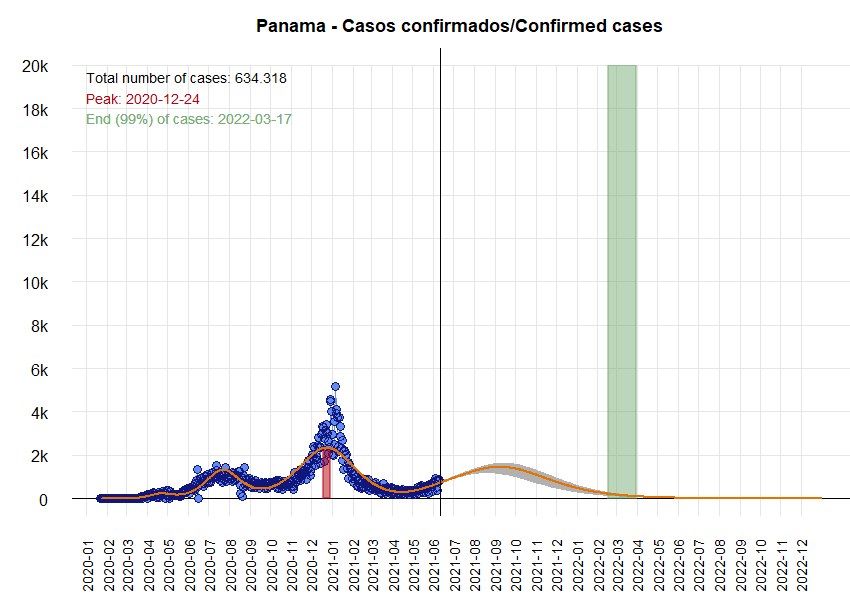 Panama - Casos confirmados/Confirmed cases
20k
18k
16k
14k
12k
10k
8k
6k
4k
2k
0
Total number of cases: 634.318
Peak: 2020-12-24
End (99%) of cases: 2022-03-17
2020-01
2020-02
2020-03
2020-04
2020-05
2020-06
2020-07
2020-08
2020-09
2020-10
2020-11
2020-12
2021-01
2021-02
2021-03
2021-04
2021-05
2021-06
2021-07
2021-08
2021-09
2021-10
2021-11
2021-12
2022-01
2022-02
2022-03
2022-04
2022-05
2022-06
2022-07
2022-08
2022-09
2022-10
2022-11
2022-12